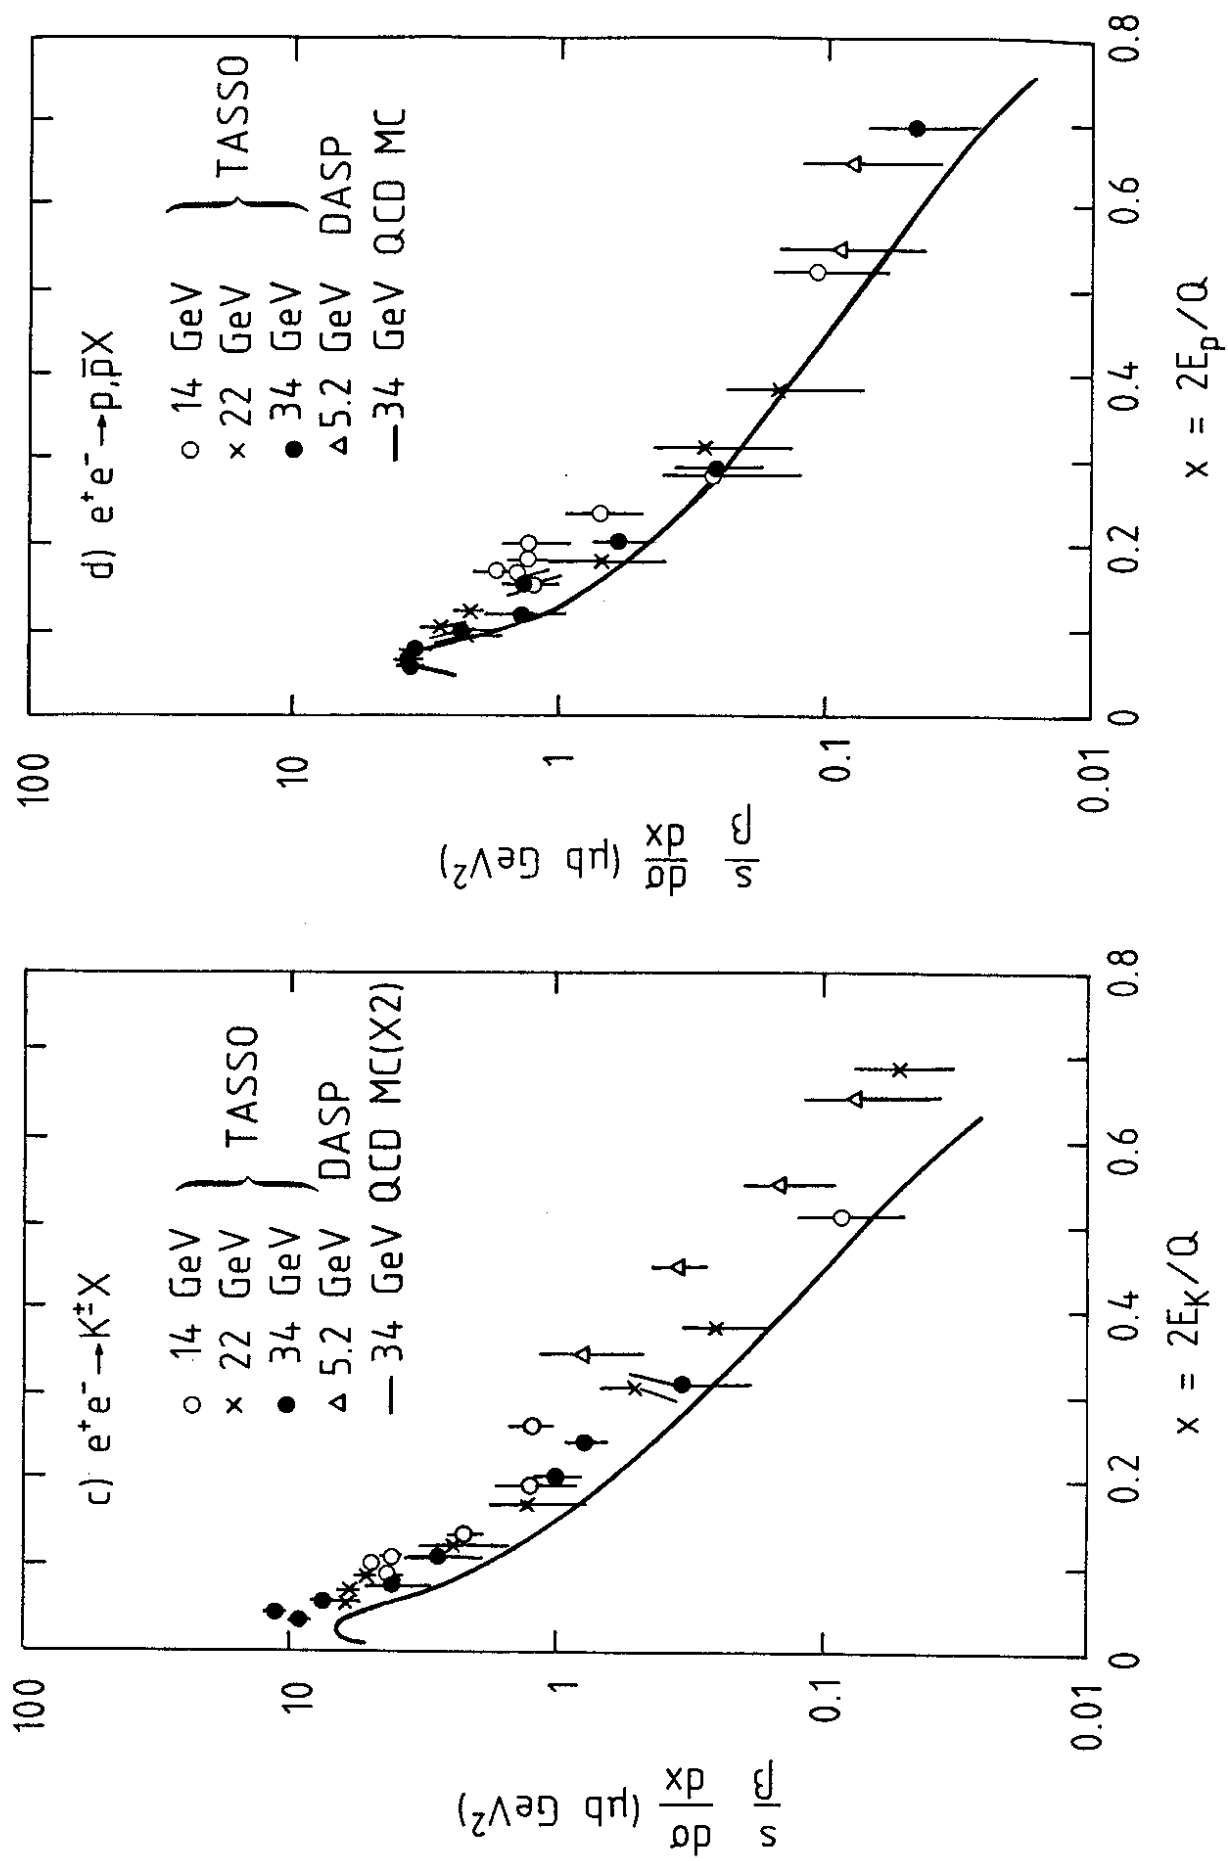 c) e⁺e⁻→K±X
○ 14 GeV
× 22 GeV
● 34 GeV
} TASSO
△ 5.2 GeV DASP
— 34 GeV QCD MC(X2)
s/β dσ/dx (μb GeV²)
100
10
1
0.1
0.01
0
0.2
0.4
0.6
0.8
x = 2E_K/Q
d) e⁺e⁻→p,p̅X
○ 14 GeV
× 22 GeV
● 34 GeV
} TASSO
△ 5.2 GeV DASP
— 34 GeV QCD MC
s/β dσ/dx (μb GeV²)
100
10
1
0.1
0.01
0
0.2
0.4
0.6
0.8
x = 2E_p/Q